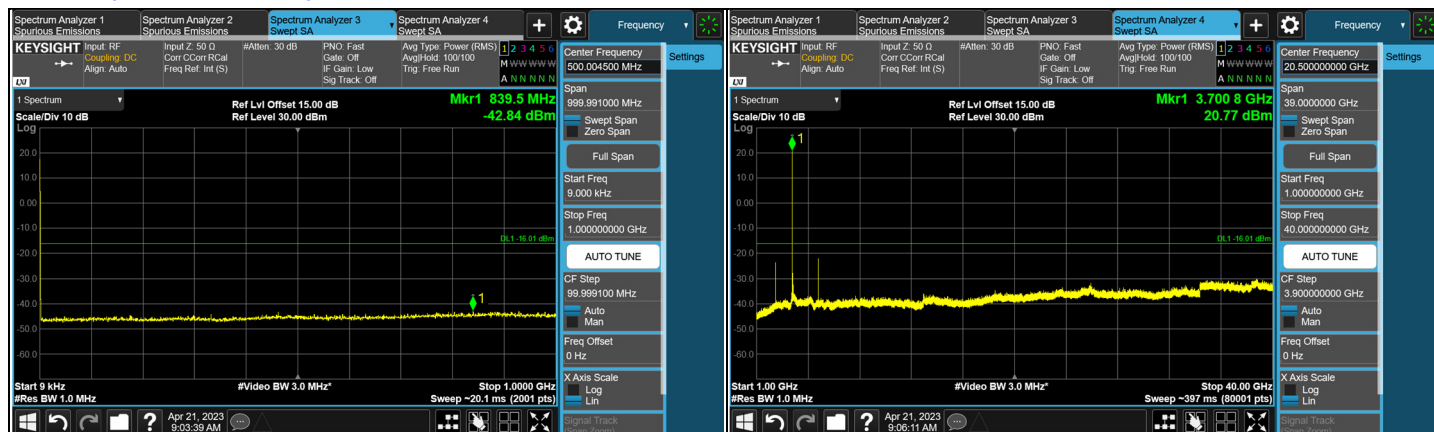 Spectrum Analyzer 1
Spurious Emissions
Spectrum Analyzer 2
Spurious Emissions
Spectrum Analyzer 3
Swept SA
Spectrum Analyzer 4
Swept SA
+
Frequency
KEYSIGHT
LXI
Input: RF
Coupling: DC
Align: Auto
Input Z: 50 Ω
Corr CCorr RCal
Freq Ref: Int (S)
#Atten: 30 dB
PNO: Fast
Gate: Off
IF Gain: Low
Sig Track: Off
Avg Type: Power (RMS)
Avg|Hold: 100/100
Trig: Free Run
1 2 3 4 5 6
M W W W W W
A N N N N N
1 Spectrum
Scale/Div 10 dB
Log
Ref Lvl Offset 15.00 dB
Ref Level 30.00 dBm
Mkr1 839.5 MHz
-42.84 dBm
20.0
10.0
0.00
-10.0
-20.0
-30.0
-40.0
-50.0
-60.0
DL1 -16.01 dBm
1
Start 9 kHz
#Res BW 1.0 MHz
#Video BW 3.0 MHz*
Stop 1.0000 GHz
Sweep ~20.1 ms (2001 pts)
Center Frequency
500.004500 MHz
Settings
Span
999.991000 MHz
Swept Span
Zero Span
Full Span
Start Freq
9.000 kHz
Stop Freq
1.000000000 GHz
AUTO TUNE
CF Step
99.999100 MHz
Auto
Man
Freq Offset
0 Hz
X Axis Scale
Log
Lin
Signal Track
(Span Zoom)
?
Apr 21, 2023
9:03:39 AM
Spectrum Analyzer 1
Spurious Emissions
Spectrum Analyzer 2
Spurious Emissions
Spectrum Analyzer 3
Swept SA
Spectrum Analyzer 4
Swept SA
+
Frequency
KEYSIGHT
LXI
Input: RF
Coupling: DC
Align: Auto
Input Z: 50 Ω
Corr CCorr RCal
Freq Ref: Int (S)
#Atten: 30 dB
PNO: Fast
Gate: Off
IF Gain: Low
Sig Track: Off
Avg Type: Power (RMS)
Avg|Hold: 100/100
Trig: Free Run
1 2 3 4 5 6
M W W W W W
A N N N N N
1 Spectrum
Scale/Div 10 dB
Log
Ref Lvl Offset 15.00 dB
Ref Level 30.00 dBm
Mkr1 3.700 8 GHz
20.77 dBm
1
20.0
10.0
0.00
-10.0
-20.0
-30.0
-40.0
-50.0
-60.0
DL1 -16.01 dBm
Start 1.00 GHz
#Res BW 1.0 MHz
#Video BW 3.0 MHz*
Stop 40.00 GHz
Sweep ~397 ms (80001 pts)
Center Frequency
20.500000000 GHz
Settings
Span
39.0000000 GHz
Swept Span
Zero Span
Full Span
Start Freq
1.000000000 GHz
Stop Freq
40.000000000 GHz
AUTO TUNE
CF Step
3.900000000 GHz
Auto
Man
Freq Offset
0 Hz
X Axis Scale
Log
Lin
Signal Track
(Span Zoom)
?
Apr 21, 2023
9:06:11 AM